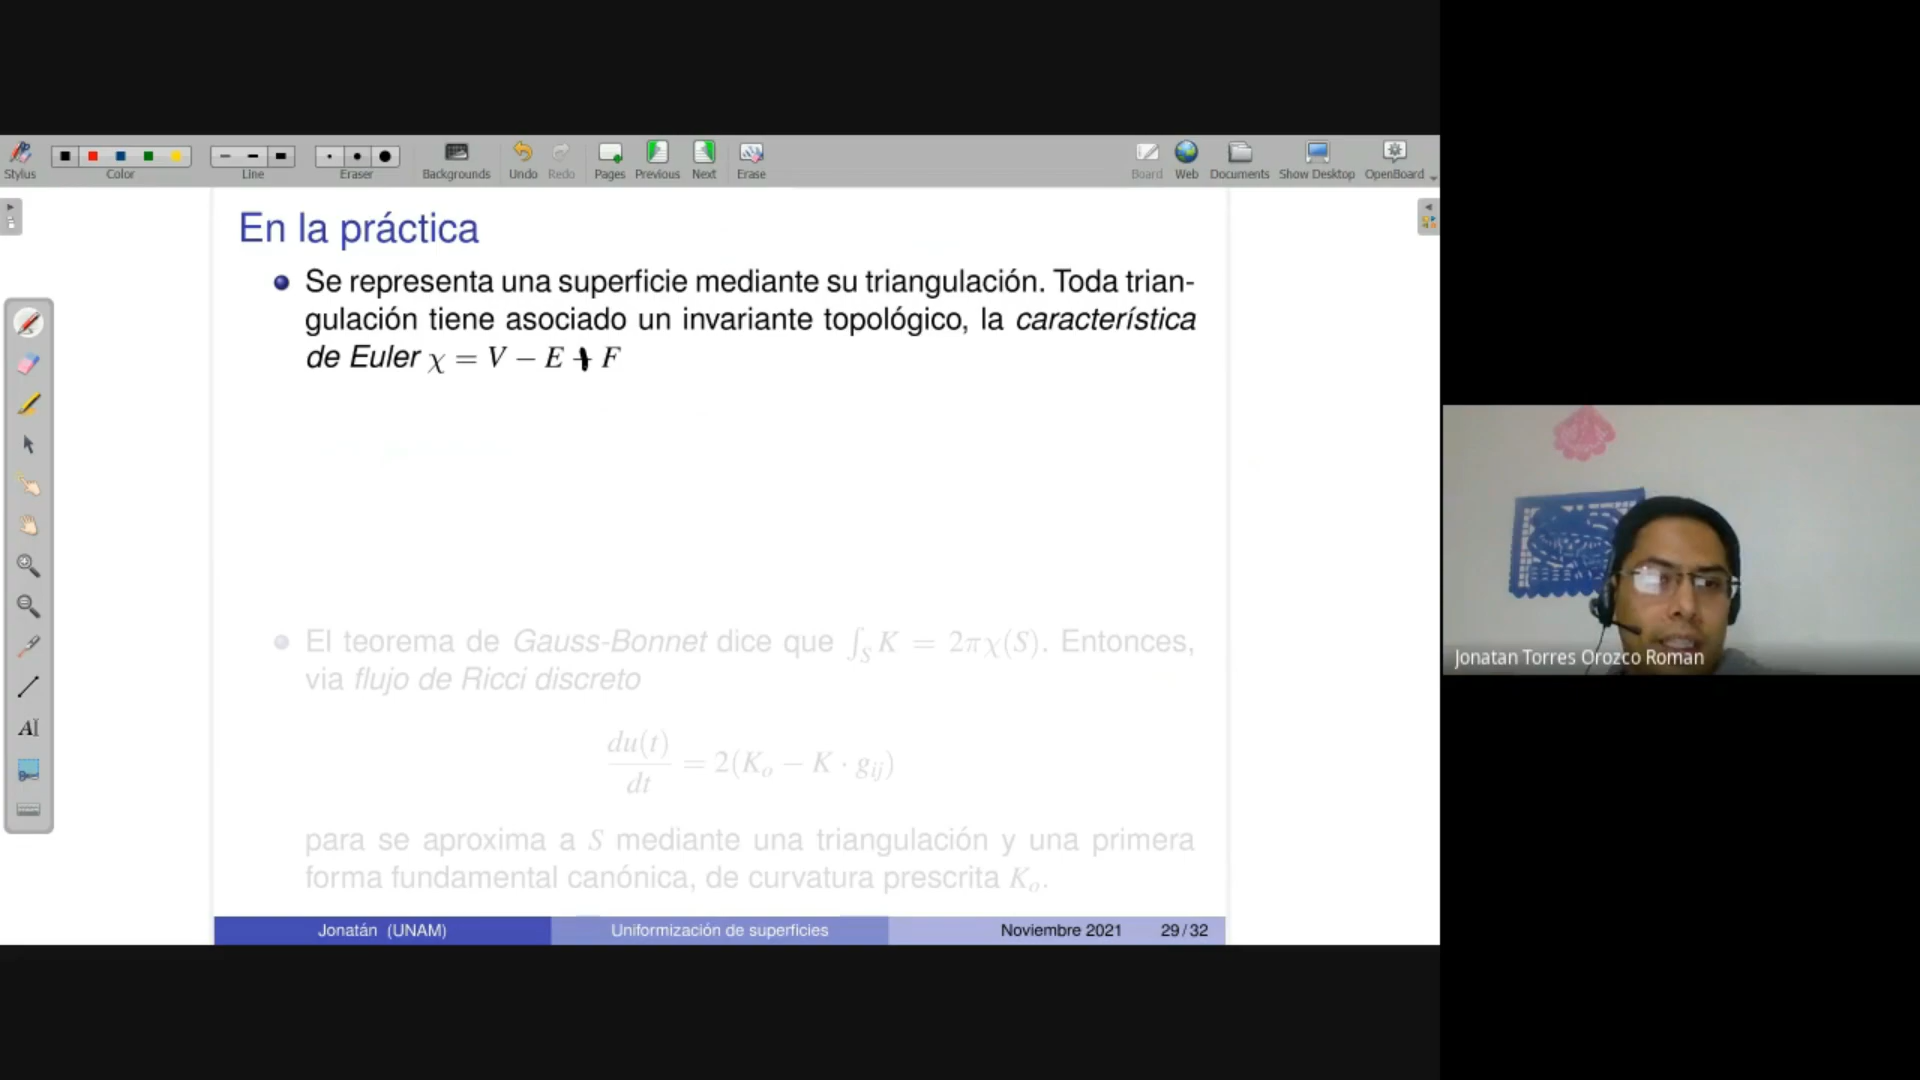 Stylus Color Line Eraser Backgrounds Undo Redo Pages Previous Next Erase Board Web Documents Show Desktop OpenBoard
En la práctica
Se representa una superficie mediante su triangulación. Toda trian-
gulación tiene asociado un invariante topológico, la característica
de Euler χ = V − E + F
El teorema de Gauss-Bonnet dice que ∫_S K = 2πχ(S). Entonces,
via flujo de Ricci discreto
du(t)/dt = 2(K_o − K · g_ij)
para se aproxima a S mediante una triangulación y una primera
forma fundamental canónica, de curvatura prescrita K_o.
Jonatán (UNAM) Uniformización de superficies Noviembre 2021 29/32
Jonatan Torres Orozco Roman